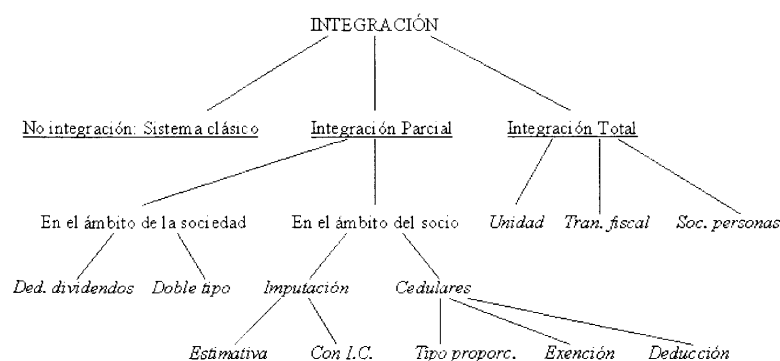 INTEGRACIÓN
No integración: Sistema clásico Integración Parcial Integración Total
En el ámbito de la sociedad En el ámbito del socio Unidad Tran. fiscal Soc. personas
Ded. dividendos Doble tipo Imputación Cedulares
Estimativa Con I.C. Tipo proporc. Exención Deducción